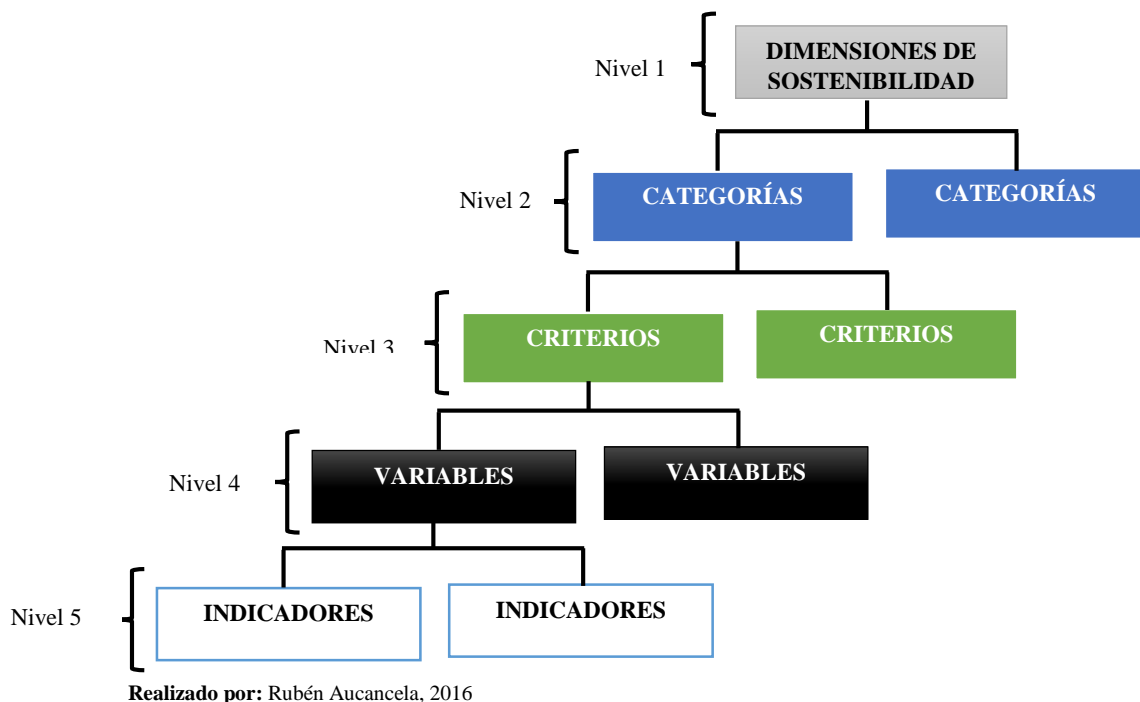 Nivel 1
DIMENSIONES DE
SOSTENIBILIDAD
Nivel 2
CATEGORÍAS
CATEGORÍAS
Nivel 3
CRITERIOS
CRITERIOS
Nivel 4
VARIABLES
VARIABLES
Nivel 5
INDICADORES
INDICADORES
Realizado por: Rubén Aucancela, 2016